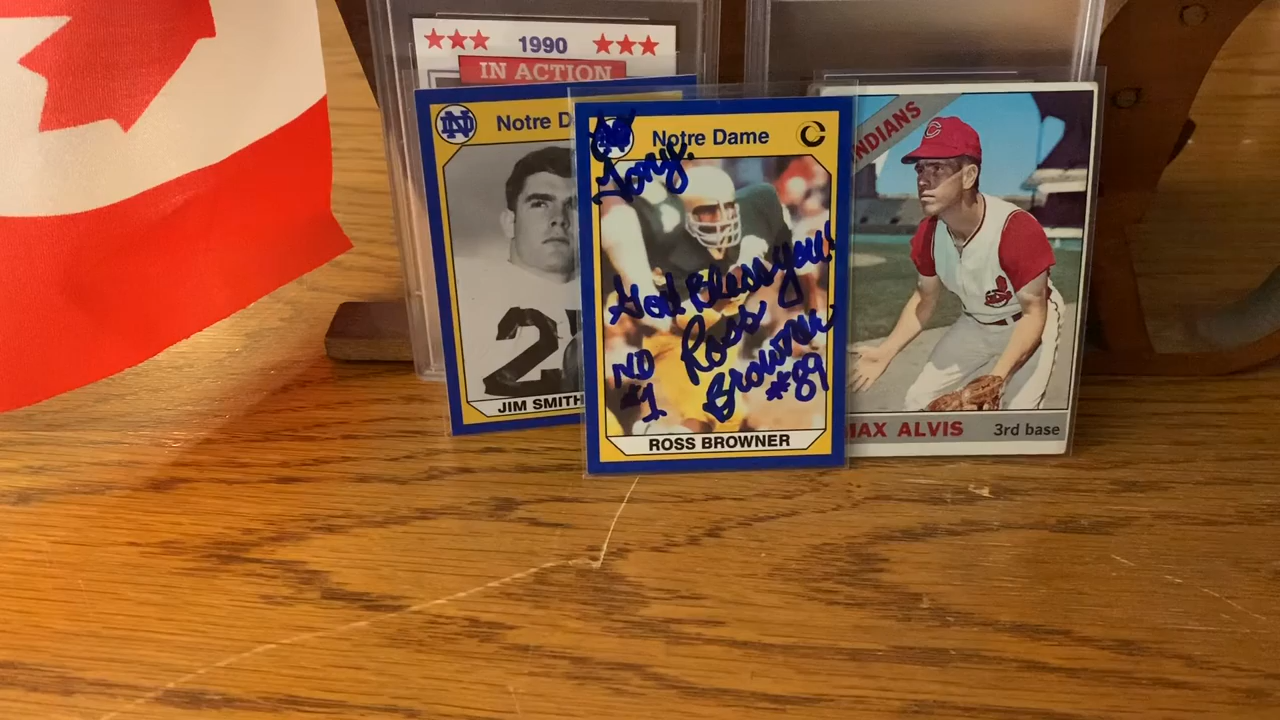 1990
IN ACTION
Notre D
2
JIM SMITH
Notre Dame
To
Tony.
God Bless you!
Ross
Browner
#89
ND
#1
ROSS BROWNER
INDIANS
C
MAX ALVIS 3rd base